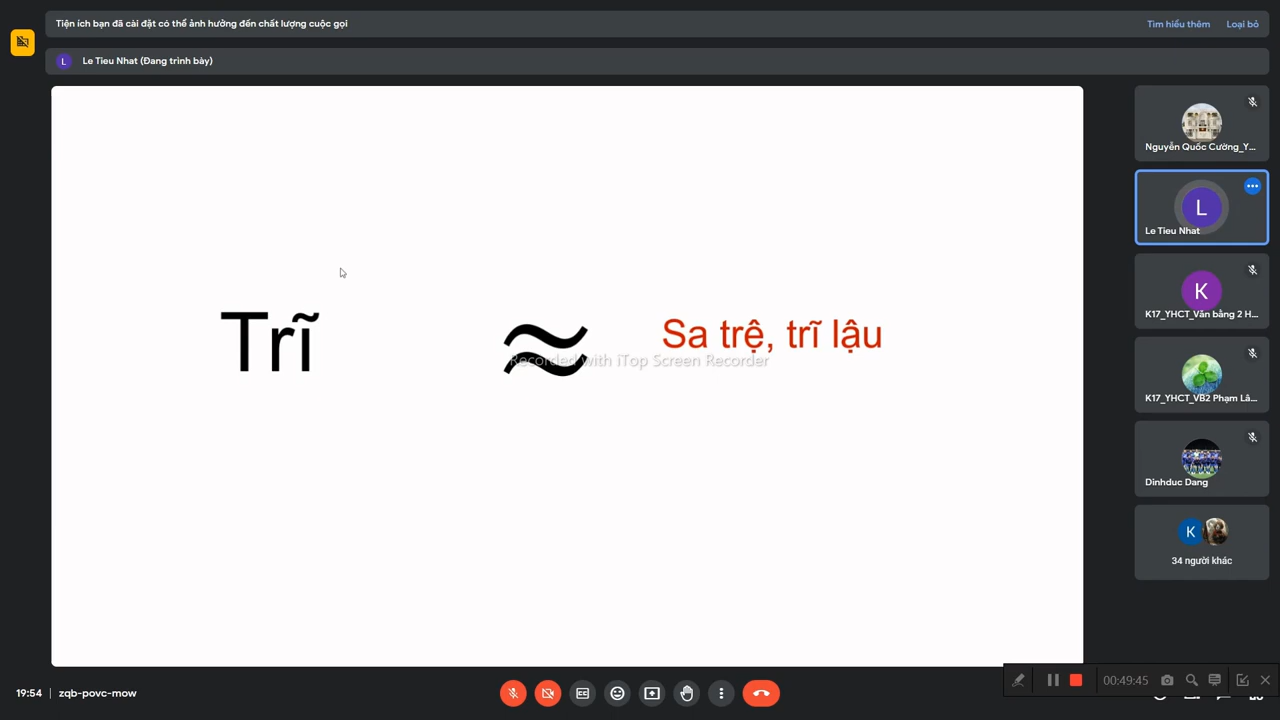 Tiện ích bạn đã cài đặt có thể ảnh hưởng đến chất lượng cuộc gọi
Tìm hiểu thêm
Loại bỏ
L
Le Tieu Nhat (Đang trình bày)
Trĩ
≈
Sa trệ, trĩ lậu
Recorded with iTop Screen Recorder
Nguyễn Quốc Cường_Y...
L
Le Tieu Nhat
K
K17_YHCT_Văn bằng 2 H...
K17_YHCT_VB2 Phạm Lâ...
Dinhduc Dang
K
34 người khác
19:54 | zqb-povc-mow
00:49:45